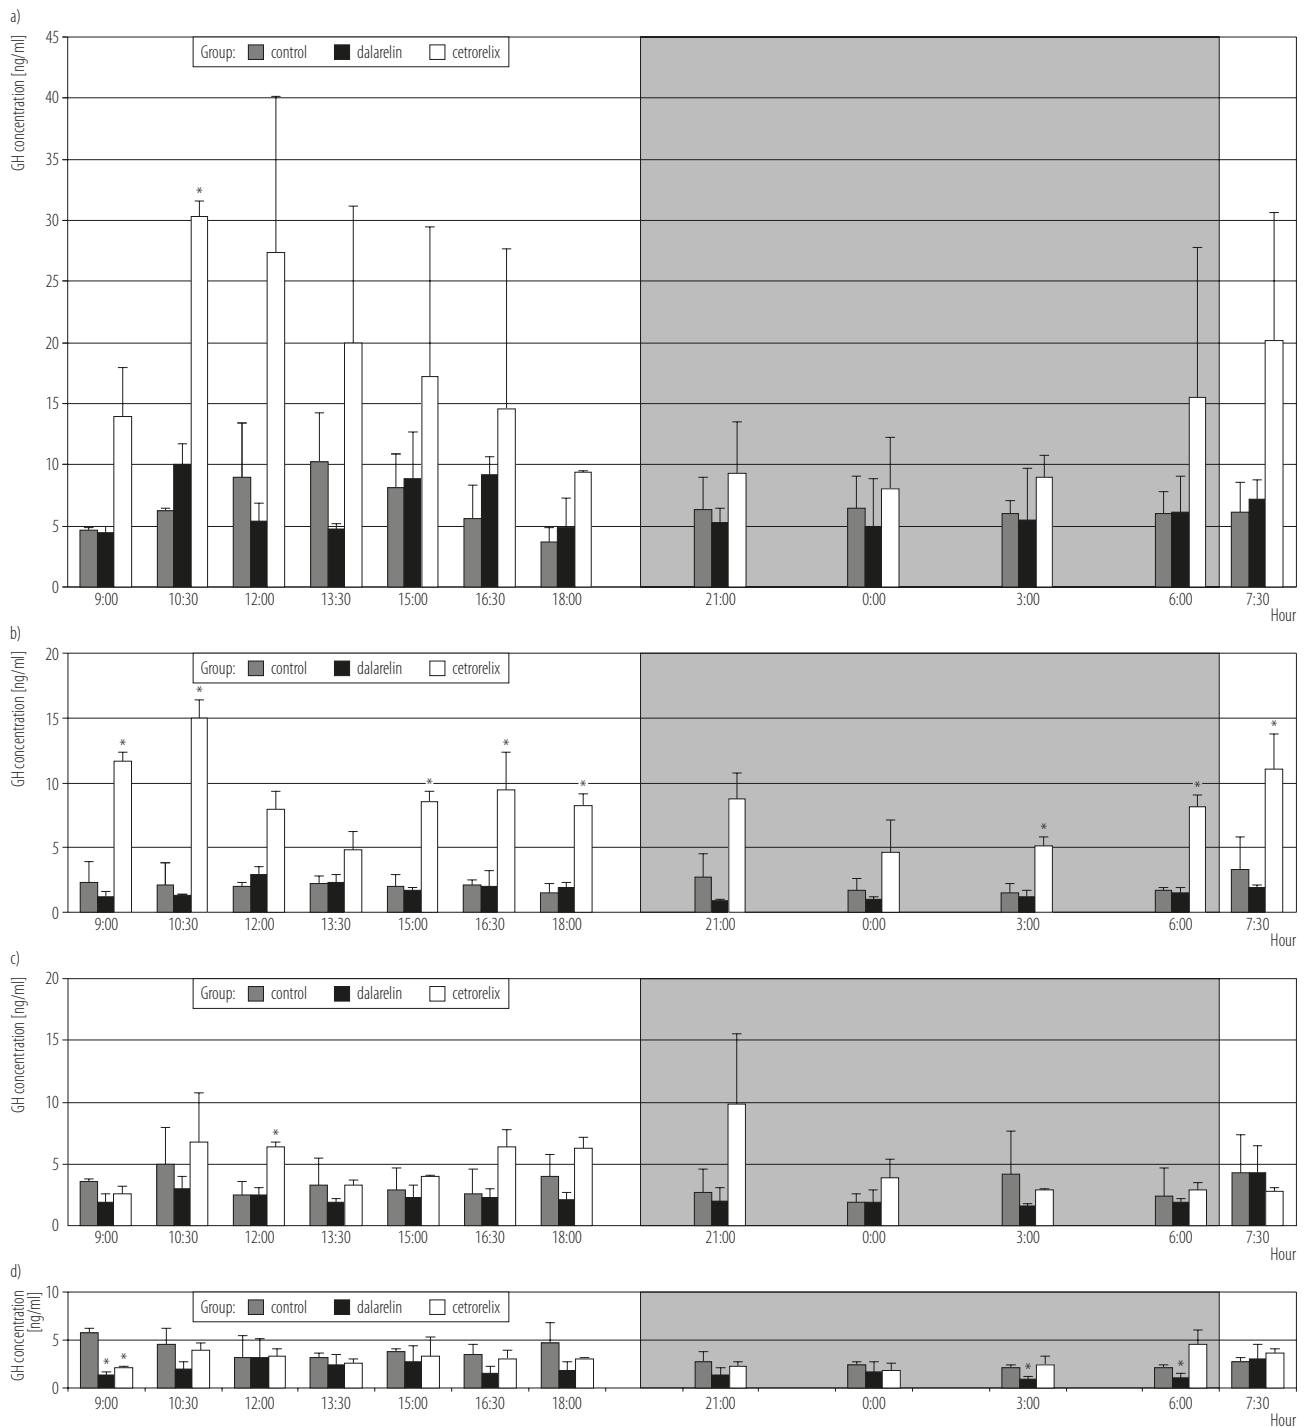 a)
GH concentration [ng/ml]
45
40
35
30
25
20
15
10
5
0
Group: control dalarelin cetrorelix
*
9:00 10:30 12:00 13:30 15:00 16:30 18:00 21:00 0:00 3:00 6:00 7:30
Hour
b)
GH concentration [ng/ml]
20
15
10
5
0
Group: control dalarelin cetrorelix
* * * * * * * *
9:00 10:30 12:00 13:30 15:00 16:30 18:00 21:00 0:00 3:00 6:00 7:30
Hour
c)
GH concentration [ng/ml]
20
15
10
5
0
Group: control dalarelin cetrorelix
*
9:00 10:30 12:00 13:30 15:00 16:30 18:00 21:00 0:00 3:00 6:00 7:30
Hour
d)
GH concentration
[ng/ml]
10
5
0
Group: control dalarelin cetrorelix
* * * *
9:00 10:30 12:00 13:30 15:00 16:30 18:00 21:00 0:00 3:00 6:00 7:30
Hour